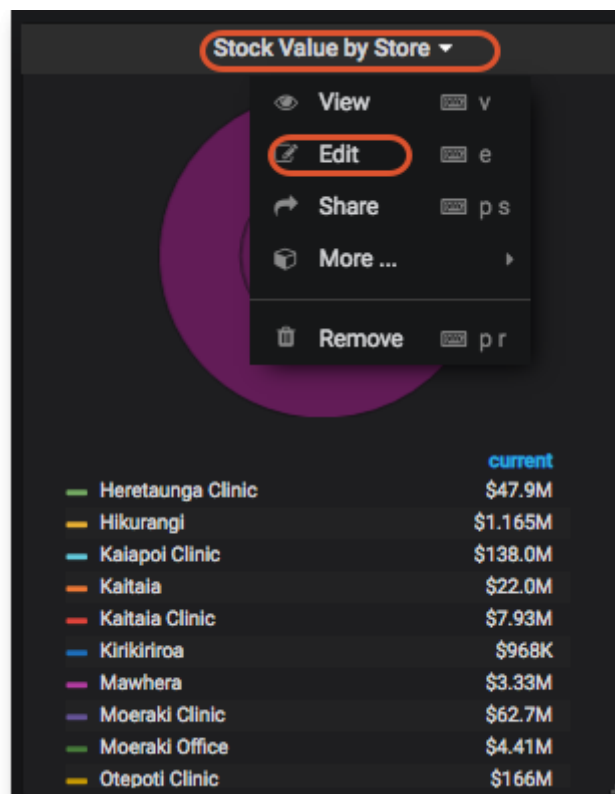 Stock Value by Store
View v
Edit e
Share p s
More ...
Remove p r
current
Heretaunga Clinic $47.9M
Hikurangi $1.165M
Kaiapoi Clinic $138.0M
Kaitaia $22.0M
Kaitaia Clinic $7.93M
Kirikiriroa $968K
Mawhera $3.33M
Moeraki Clinic $62.7M
Moeraki Office $4.41M
Otepoti Clinic $166M